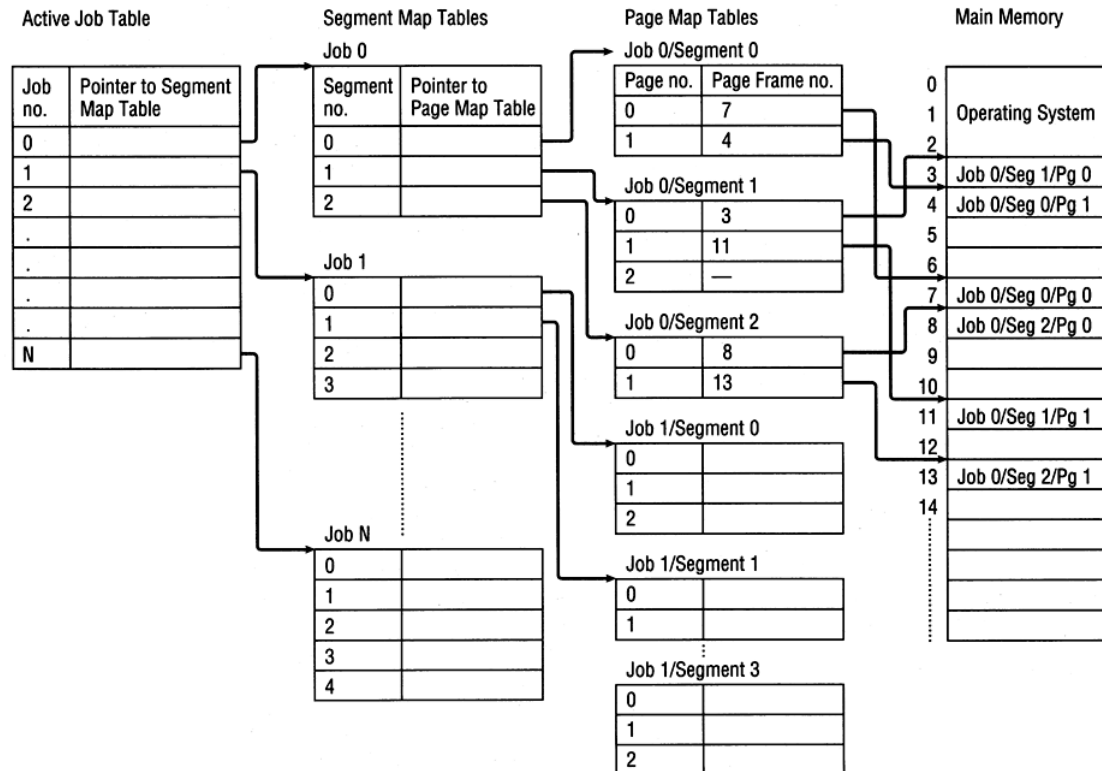 Active Job Table
Job no.
Pointer to Segment Map Table
0
1
2
.
.
.
.
N
Segment Map Tables
Job 0
Segment no.
Pointer to Page Map Table
0
1
2
Job 1
0
1
2
3
Job N
0
1
2
3
4
Page Map Tables
Job 0/Segment 0
Page no. Page Frame no.
0 7
1 4
Job 0/Segment 1
0 3
1 11
2 —
Job 0/Segment 2
0 8
1 13
Job 1/Segment 0
0
1
2
Job 1/Segment 1
0
1
Job 1/Segment 3
0
1
2
Main Memory
0
1 Operating System
2
3 Job 0/Seg 1/Pg 0
4 Job 0/Seg 0/Pg 1
5
6
7 Job 0/Seg 0/Pg 0
8 Job 0/Seg 2/Pg 0
9
10
11 Job 0/Seg 1/Pg 1
12
13 Job 0/Seg 2/Pg 1
14